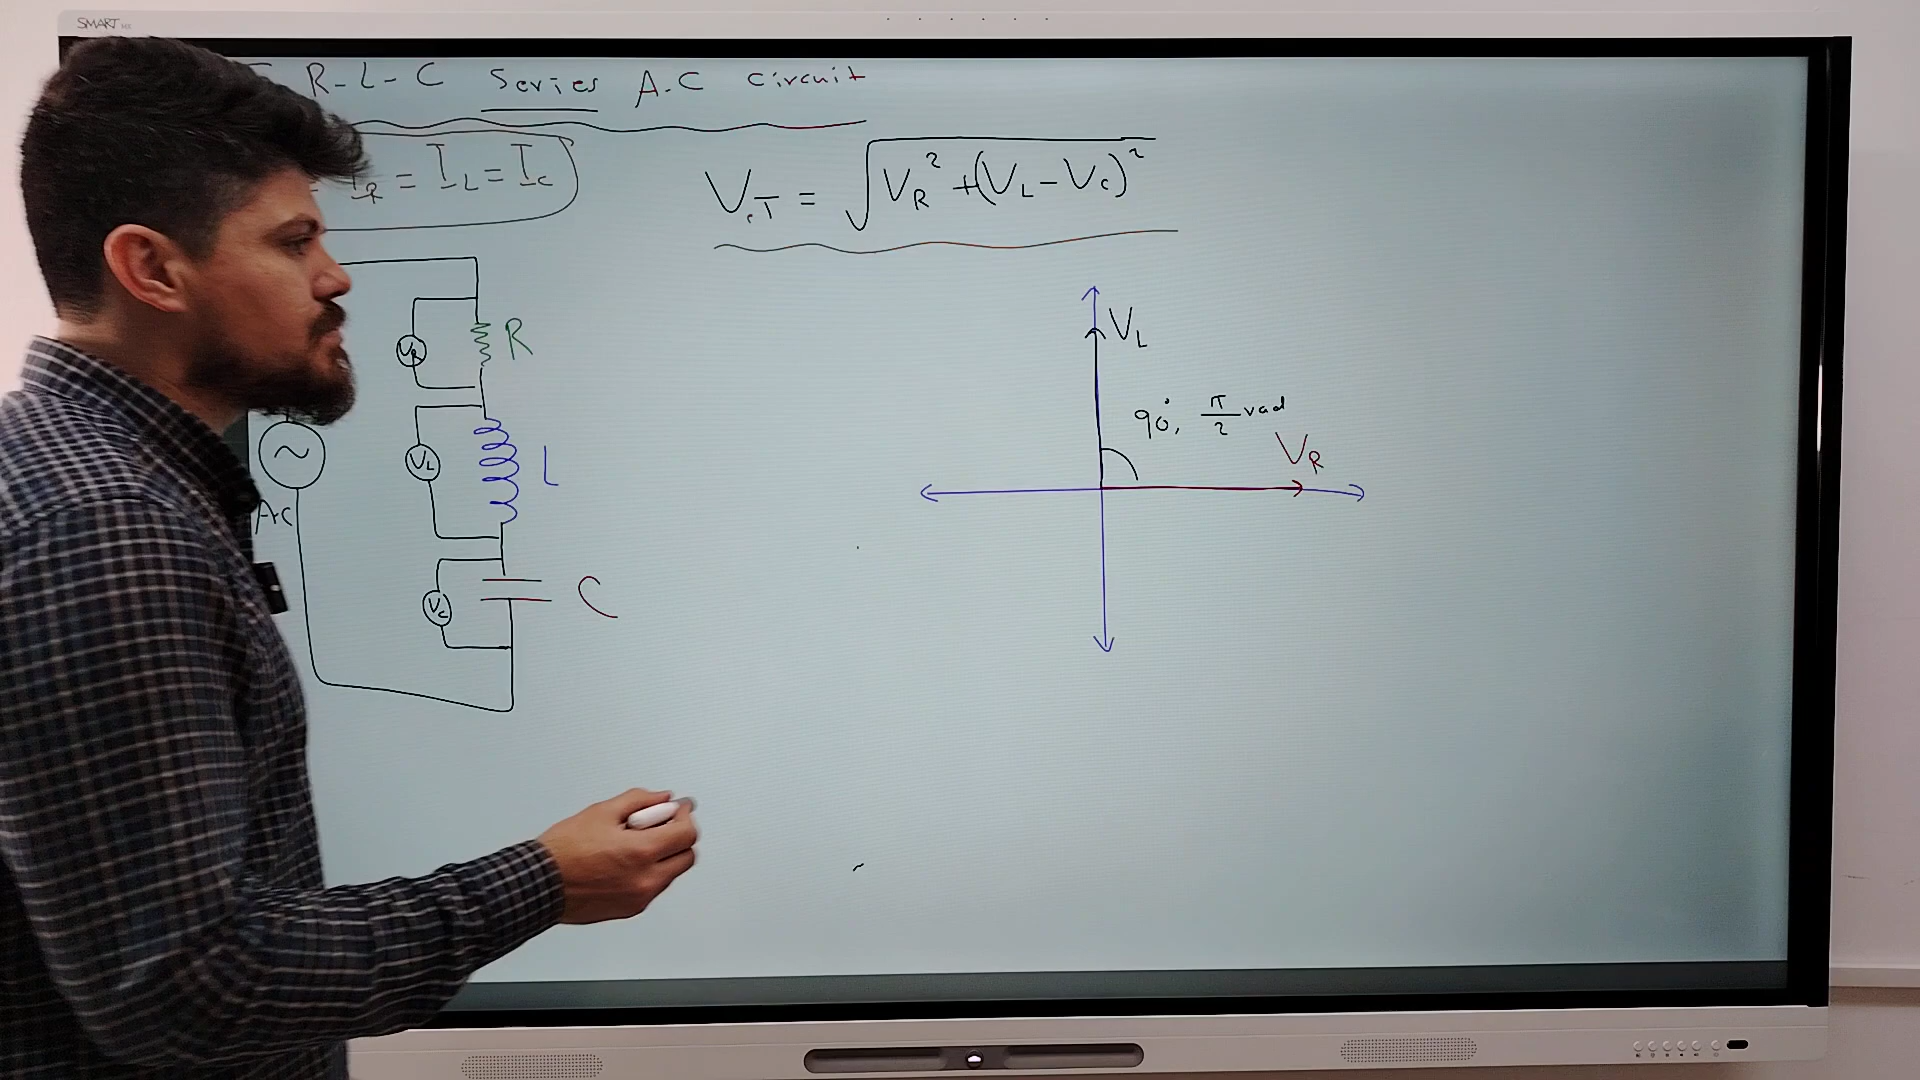 SMART
R-L-C Series A.C Circuit
= I_R = I_L = I_C
V_T = √V_R² + (V_L - V_C)²
V_R
R
V_L
L
AC
V_C
C
V_L
90°, π/2 rad
V_R